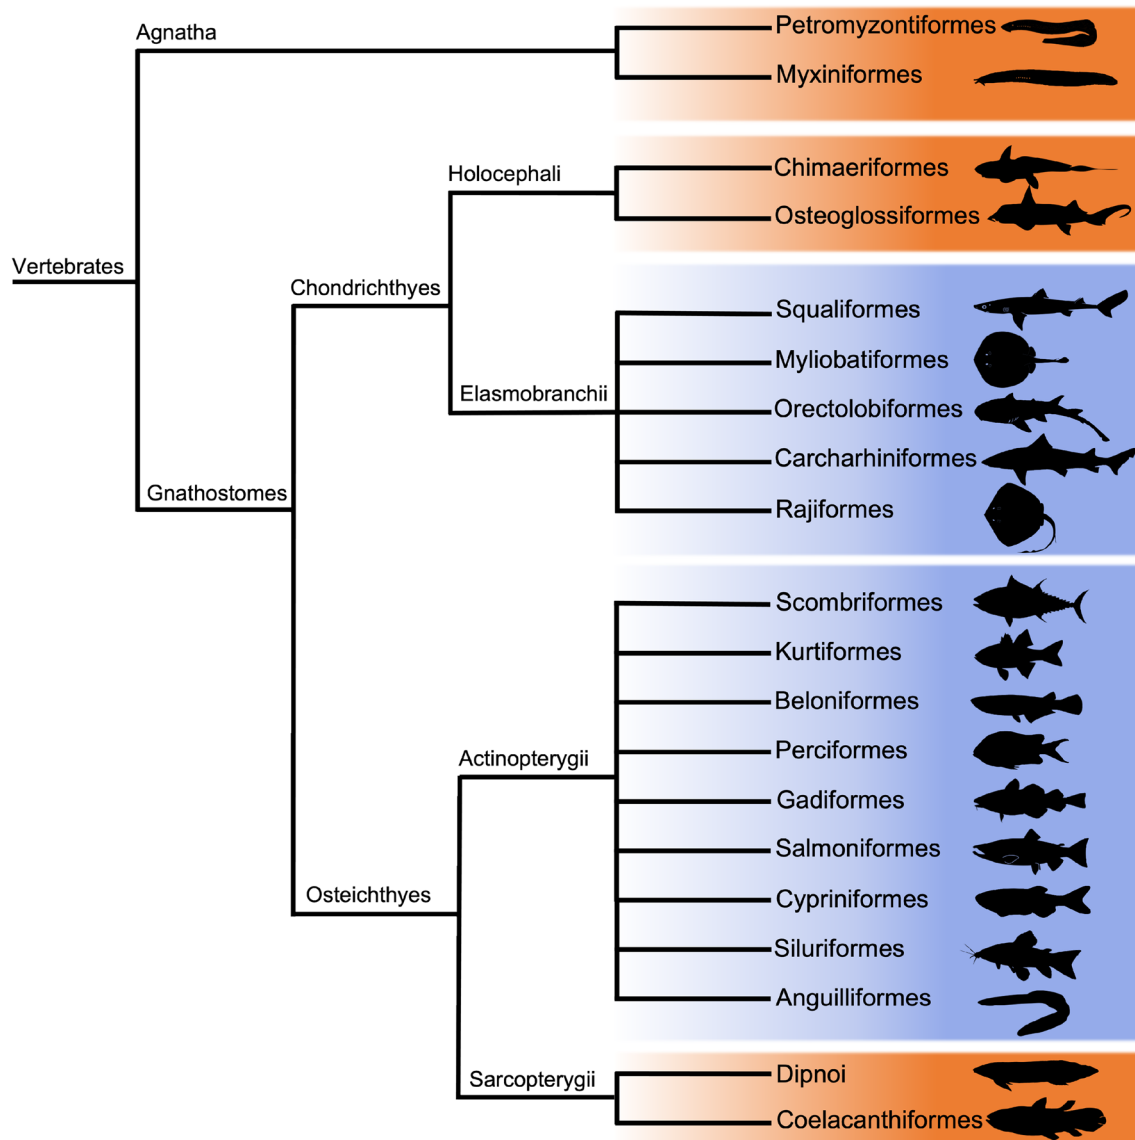 Agnatha
Petromyzontiformes
Myxiniformes
Holocephali
Chimaeriformes
Osteoglossiformes
Vertebrates
Chondrichthyes
Squaliformes
Myliobatiformes
Elasmobranchii
Orectolobiformes
Carcharhiniformes
Gnathostomes
Rajiformes
Scombriformes
Kurtiformes
Beloniformes
Actinopterygii
Perciformes
Gadiformes
Salmoniformes
Osteichthyes
Cypriniformes
Siluriformes
Anguilliformes
Sarcopterygii
Dipnoi
Coelacanthiformes